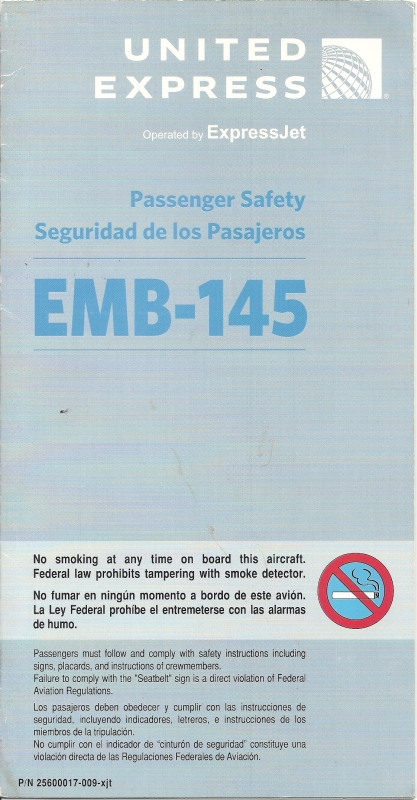 UNITED
EXPRESS
Operated by ExpressJet
Passenger Safety
Seguridad de los Pasajeros
EMB-145
No smoking at any time on board this aircraft.
Federal law prohibits tampering with smoke detector.
No fumar en ningún momento a bordo de este avión.
La Ley Federal prohíbe el entremeterse con las alarmas
de humo.
Passengers must follow and comply with safety instructions including
signs, placards, and instructions of crewmembers.
Failure to comply with the "Seatbelt" sign is a direct violation of Federal
Aviation Regulations.
Los pasajeros deben obedecer y cumplir con las instrucciones de
seguridad, incluyendo indicadores, letreros, e instrucciones de los
miembros de la tripulación.
No cumplir con el indicador de "cinturón de seguridad" constituye una
violación directa de las Regulaciones Federales de Aviación.
P/N 25600017-009-xjt